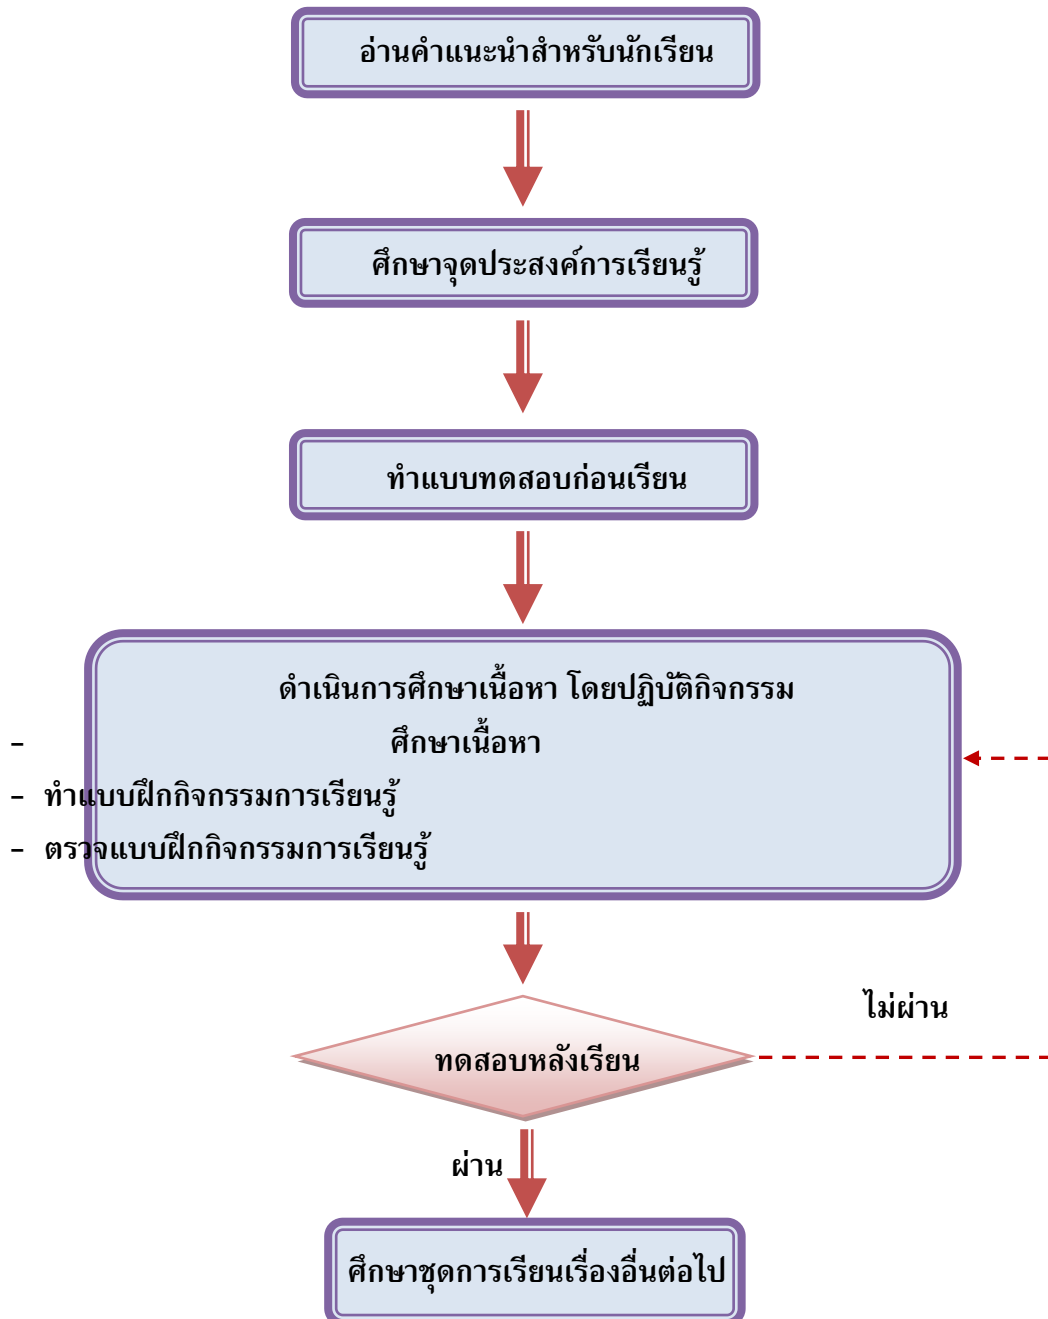 อ่านคำแนะนำสำหรับนักเรียน
ศึกษาจุดประสงค์การเรียนรู้
ทำแบบทดสอบก่อนเรียน
ดำเนินการศึกษาเนื้อหา โดยปฏิบัติกิจกรรม
- ศึกษาเนื้อหา
- ทำแบบฝึกกิจกรรมการเรียนรู้
- ตรวจแบบฝึกกิจกรรมการเรียนรู้
ไม่ผ่าน
ทดสอบหลังเรียน
ผ่าน
ศึกษาชุดการเรียนเรื่องอื่นต่อไป